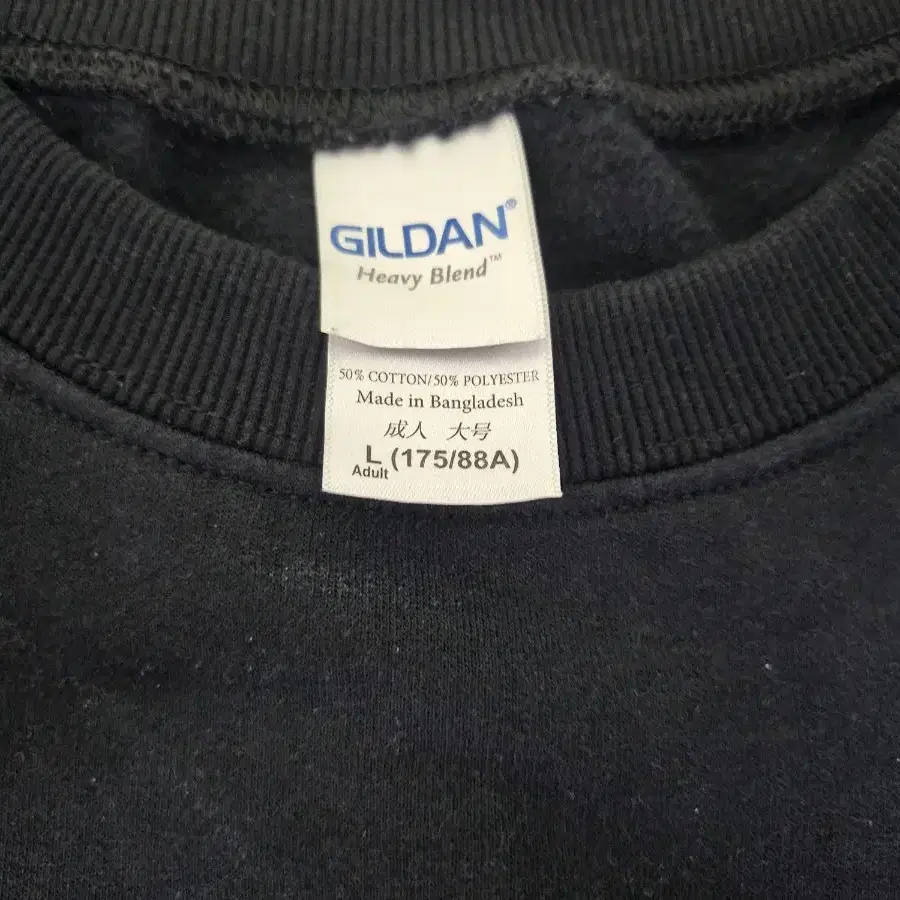 GILDAN®
Heavy Blend™
50% COTTON/50% POLYESTER
Made in Bangladesh
成人 大号
L (175/88A)
Adult